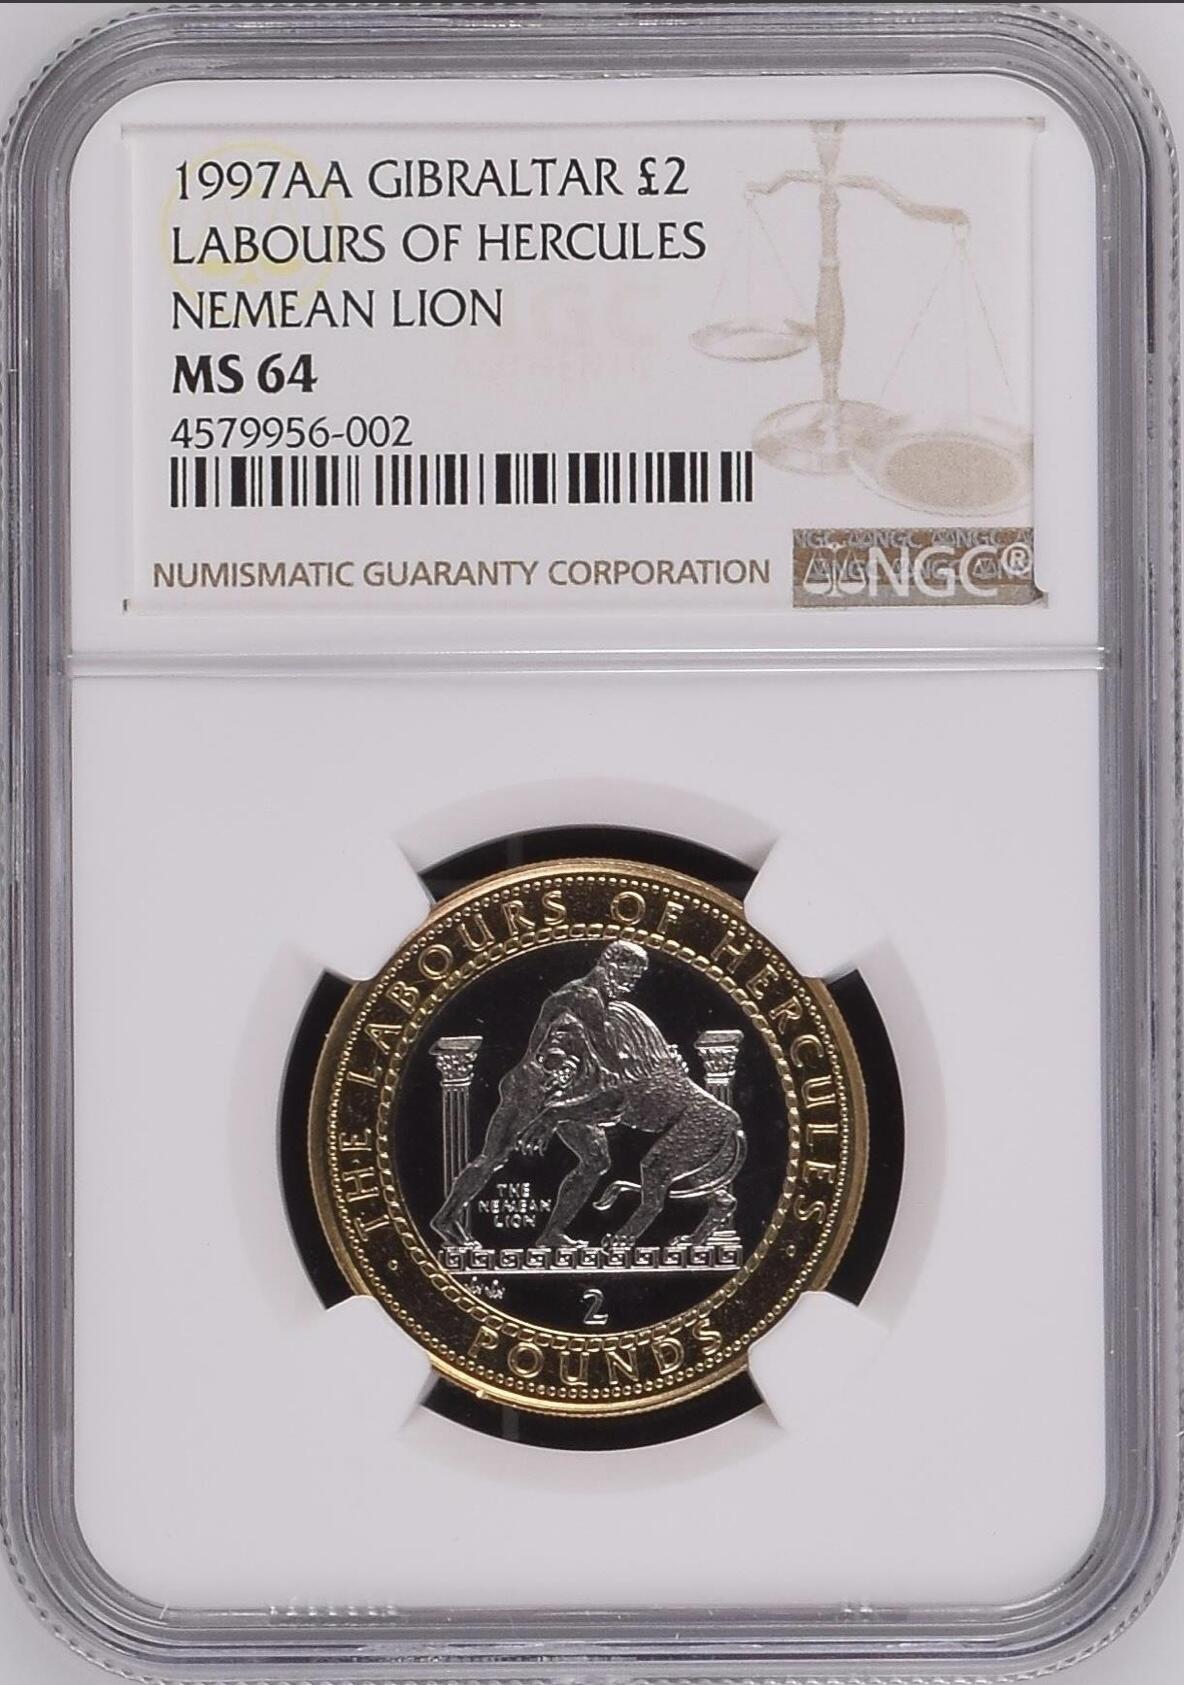 1997AA GIBRALTAR £2
LABOURS OF HERCULES
NEMEAN LION
MS 64
4579956-002
NUMISMATIC GUARANTY CORPORATION
NGC®
THE LABOURS OF HERCULES
THE
NEMEAN
LION
2
POUNDS